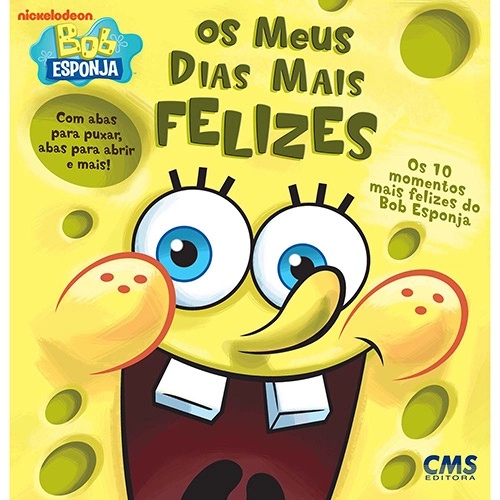 nickelodeon
Bob
ESPONJA
Os Meus
Dias Mais
FELIZES
Com abas
para puxar,
abas para abrir
e mais!
Os 10
momentos
mais felizes do
Bob Esponja
CMS
EDITORA